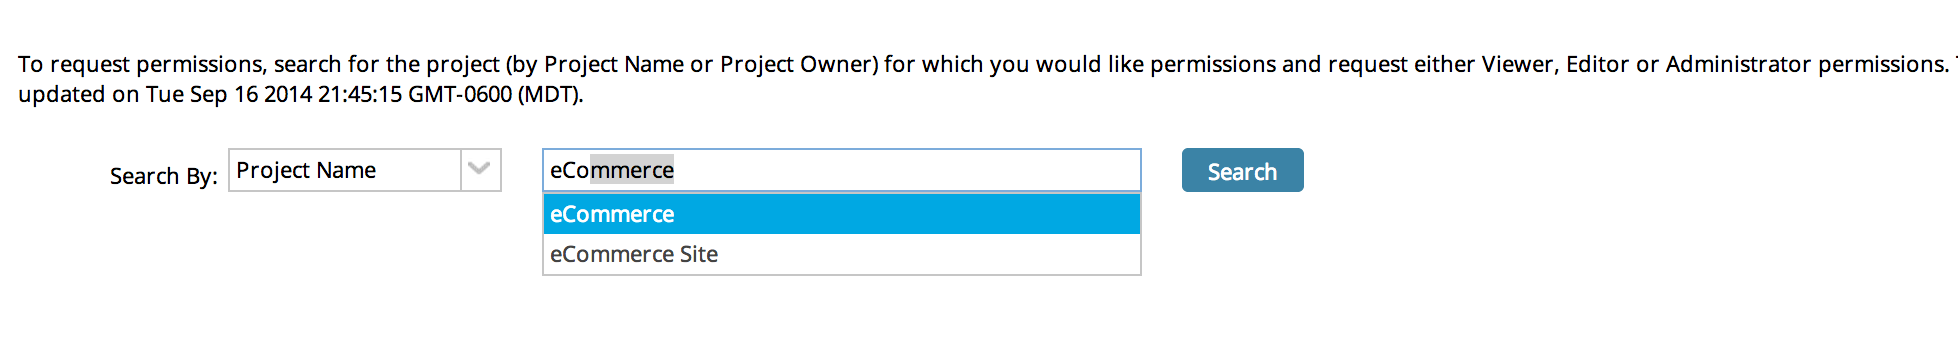 To request permissions, search for the project (by Project Name or Project Owner) for which you would like permissions and request either Viewer, Editor or Administrator permissions.
updated on Tue Sep 16 2014 21:45:15 GMT-0600 (MDT).
Search By: Project Name eCommerce Search
eCommerce
eCommerce Site